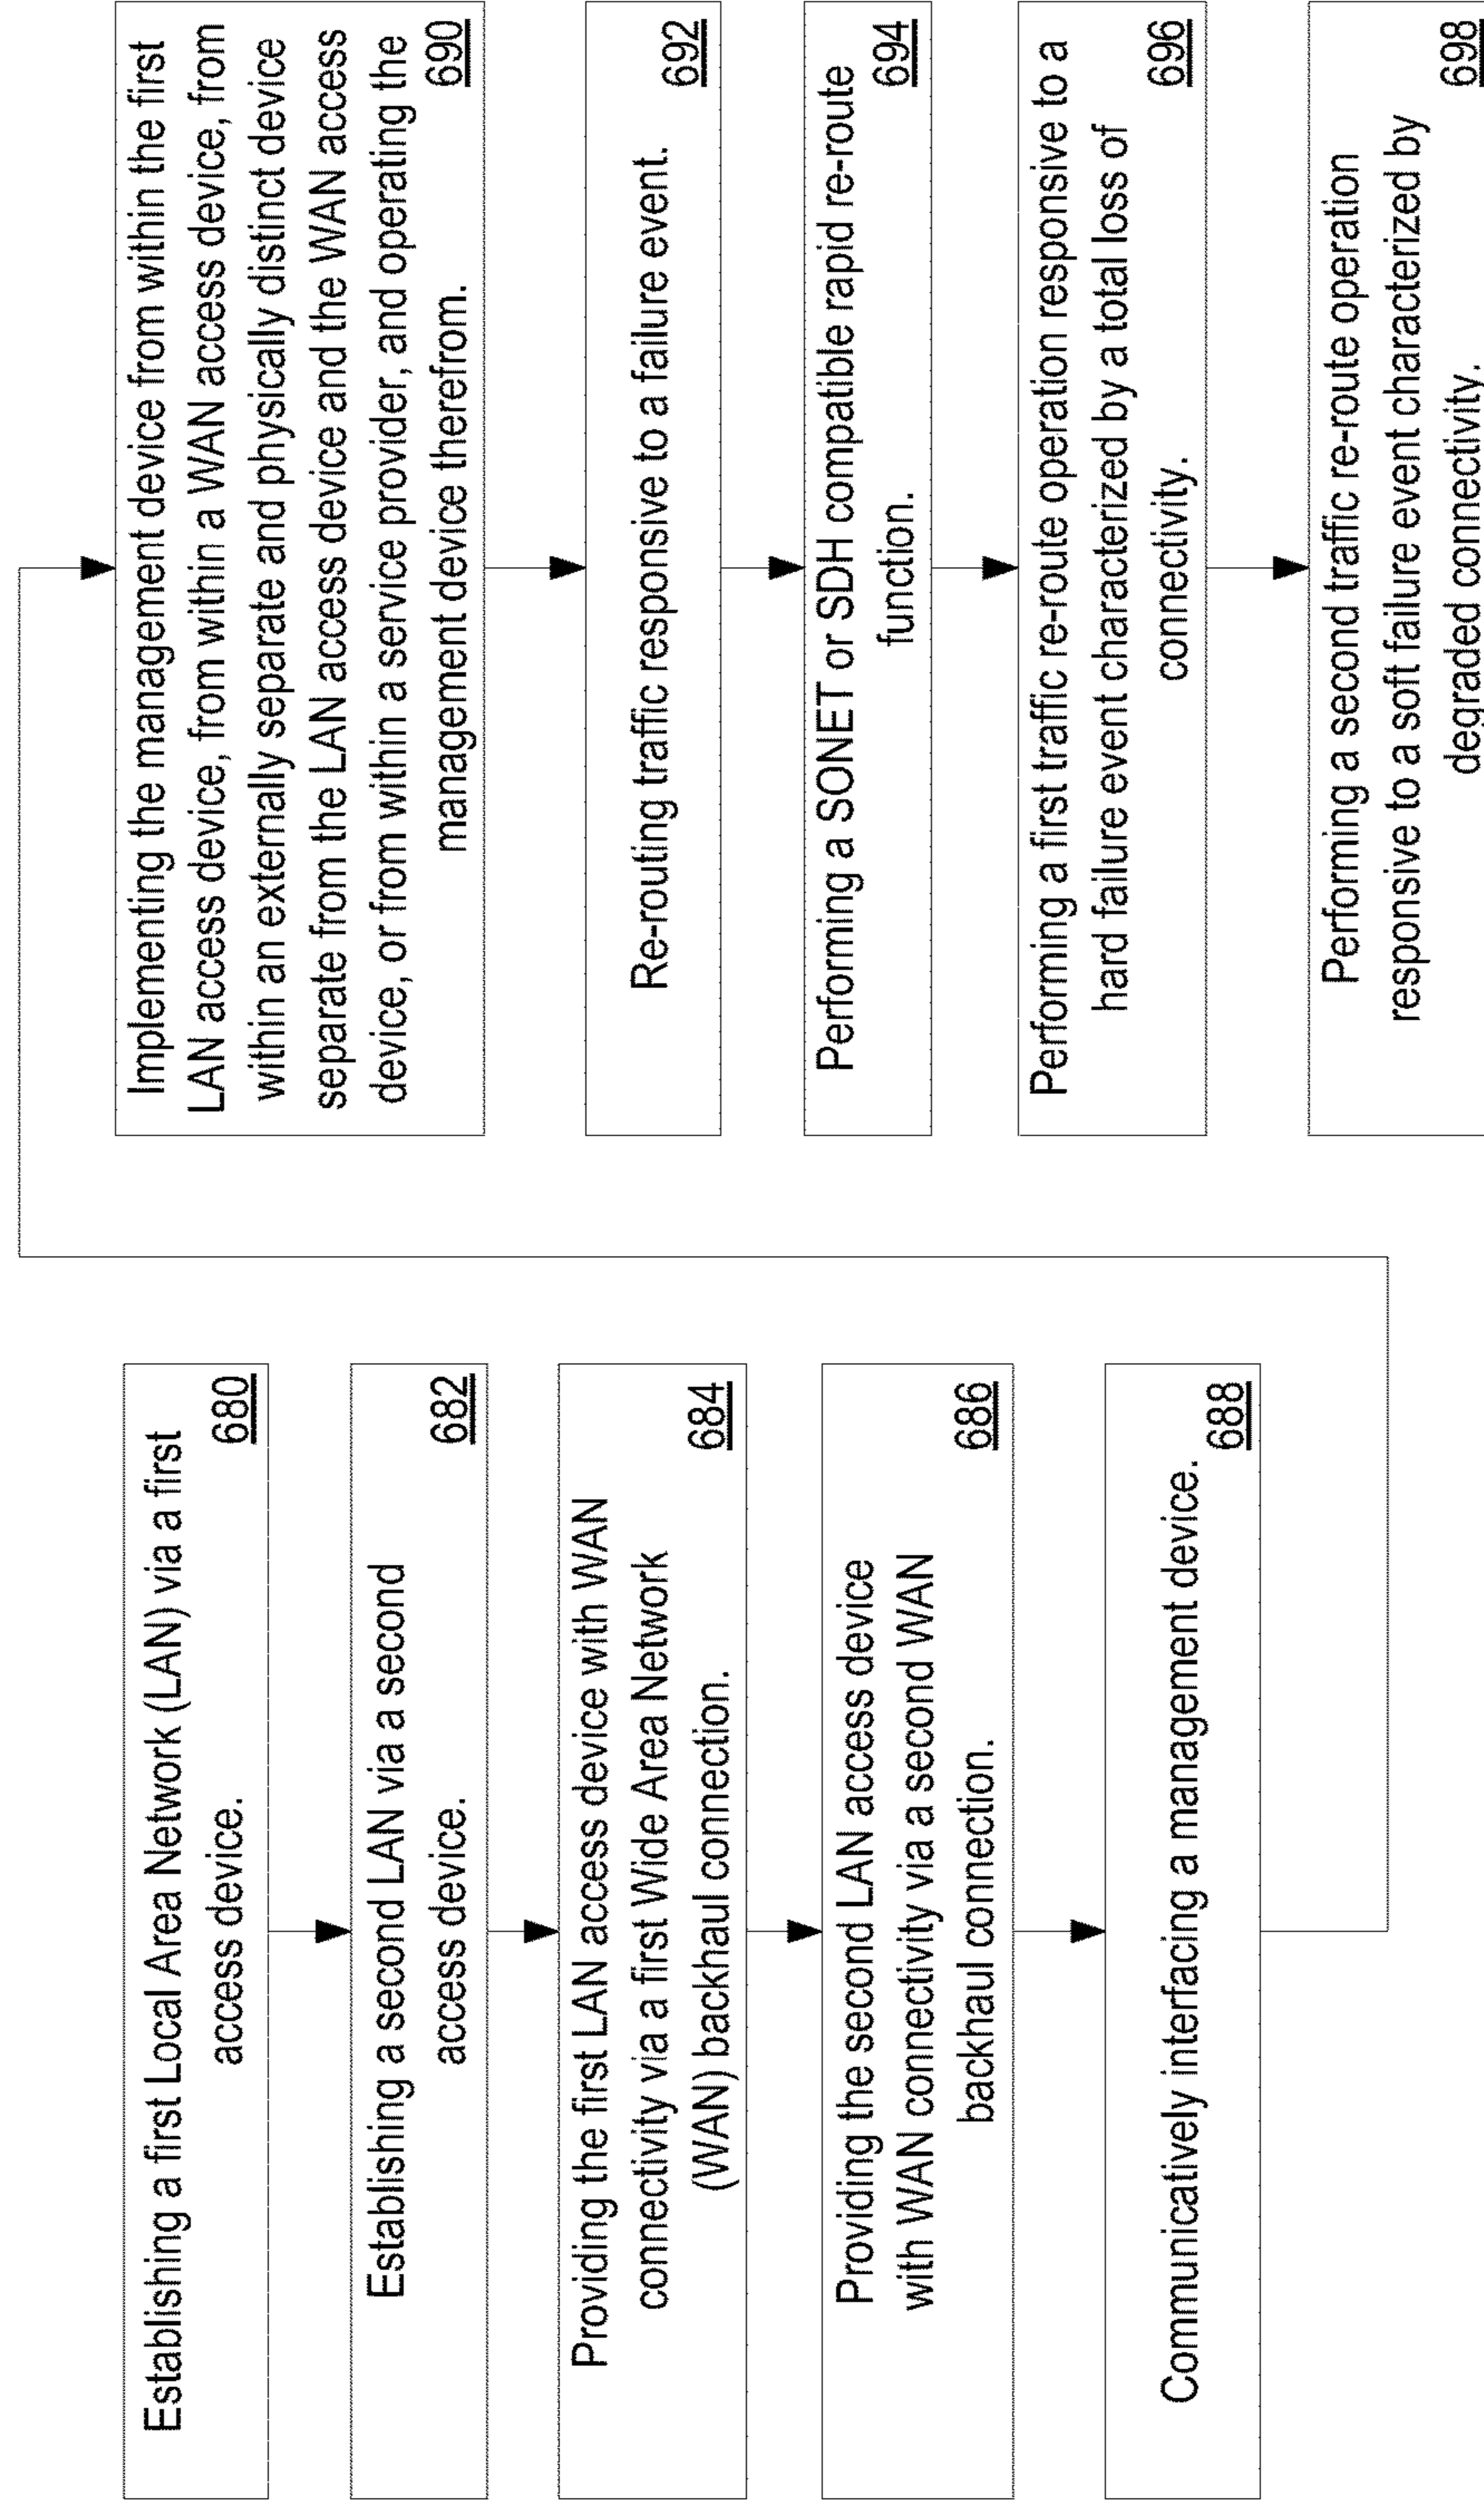 Establishing a first Local Area Network (LAN) via a first
access device.
680
Establishing a second LAN via a second
access device.
682
Providing the first LAN access device with WAN
connectivity via a first Wide Area Network
(WAN) backhaul connection.
684
Providing the second LAN access device
with WAN connectivity via a second WAN
backhaul connection.
686
Communicatively interfacing a management device.
688
Implementing the management device from within the first
LAN access device, from within a WAN access device, from
within an externally separate and physically distinct device
separate from the LAN access device and the WAN access
device, or from within a service provider, and operating the
management device therefrom.
690
Re-routing traffic responsive to a failure event.
692
Performing a SONET or SDH compatible rapid re-route
function.
694
Performing a first traffic re-route operation responsive to a
hard failure event characterized by a total loss of
connectivity.
696
Performing a second traffic re-route operation
responsive to a soft failure event characterized by
degraded connectivity.
698